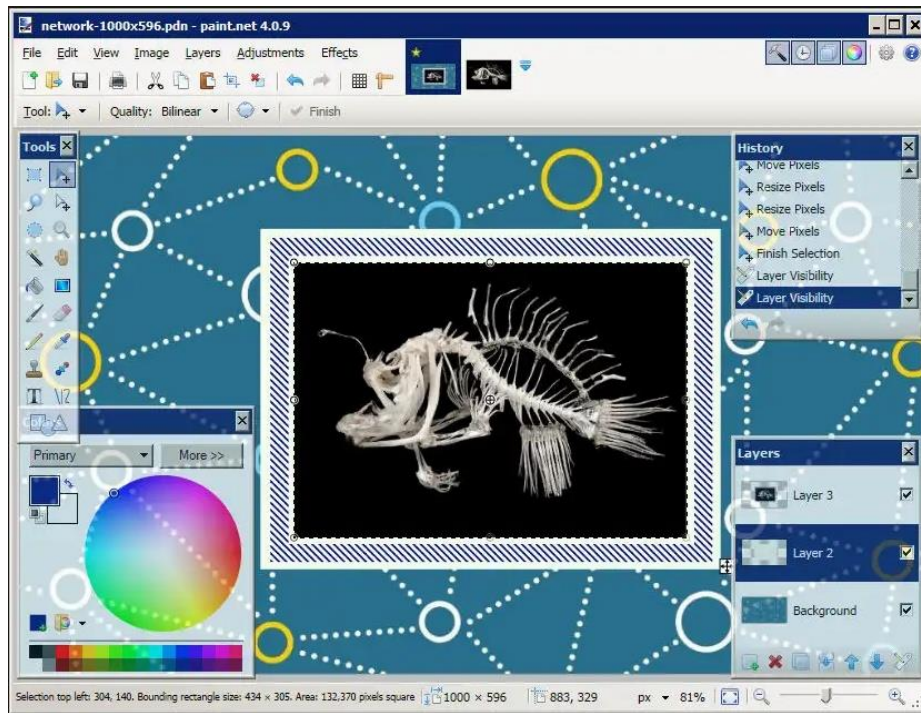 network-1000x596.pdn - paint.net 4.0.9
File Edit View Image Layers Adjustments Effects
Tool: Quality: Bilinear Finish
Tools
History
Move Pixels
Resize Pixels
Resize Pixels
Move Pixels
Finish Selection
Layer Visibility
Layer Visibility
Primary More >>
Layers
Layer 3
Layer 2
Background
Selection top left: 304, 140. Bounding rectangle size: 434 × 305. Area: 132,370 pixels square 1000 × 596 883, 329 px 81%